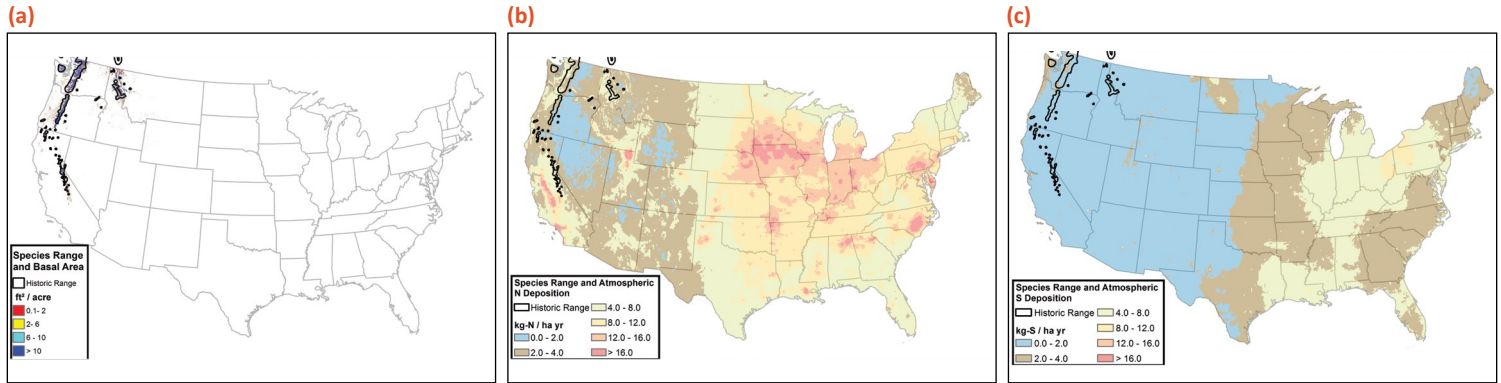 (a)
(b)
(c)
Species Range
and Basal Area
Historic Range
ft² / acre
0.1- 2
2- 6
6 - 10
> 10
Species Range and Atmospheric
N Deposition
Historic Range
kg-N / ha yr
0.0 - 2.0
2.0 - 4.0
4.0 - 8.0
8.0 - 12.0
12.0 - 16.0
> 16.0
Species Range and Atmospheric
S Deposition
Historic Range
kg-S / ha yr
0.0 - 2.0
2.0 - 4.0
4.0 - 8.0
8.0 - 12.0
12.0 - 16.0
> 16.0